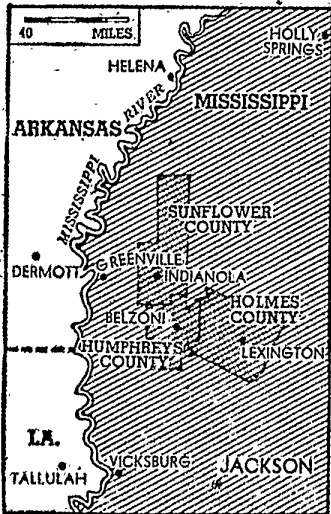 40 MILES
HOLLY
SPRINGS
HELENA
MISSISSIPPI
ARKANSAS
MISSISSIPPI RIVER
SUNFLOWER
COUNTY
DERMOTT
GREENVILLE
INDIANOLA
BELZONI
HOLMES
COUNTY
HUMPHREYS
COUNTY
LEXINGTON
LA.
TALLULAH
VICKSBURG
JACKSON